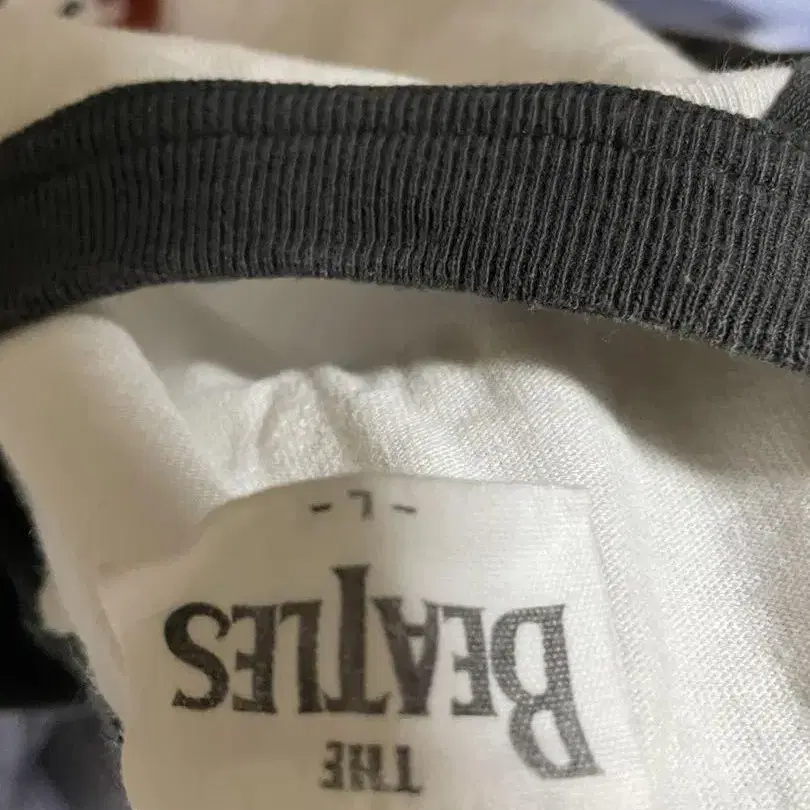 THE
BEATLES
- L -